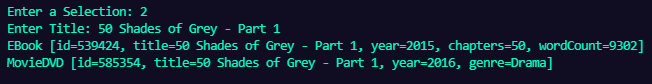 Enter a Selection: 2
Enter Title: 50 Shades of Grey - Part 1
EBook [id=539424, title=50 Shades of Grey - Part 1, year=2015, chapters=50, wordCount=9302]
MovieDVD [id=585354, title=50 Shades of Grey - Part 1, year=2016, genre=Drama]